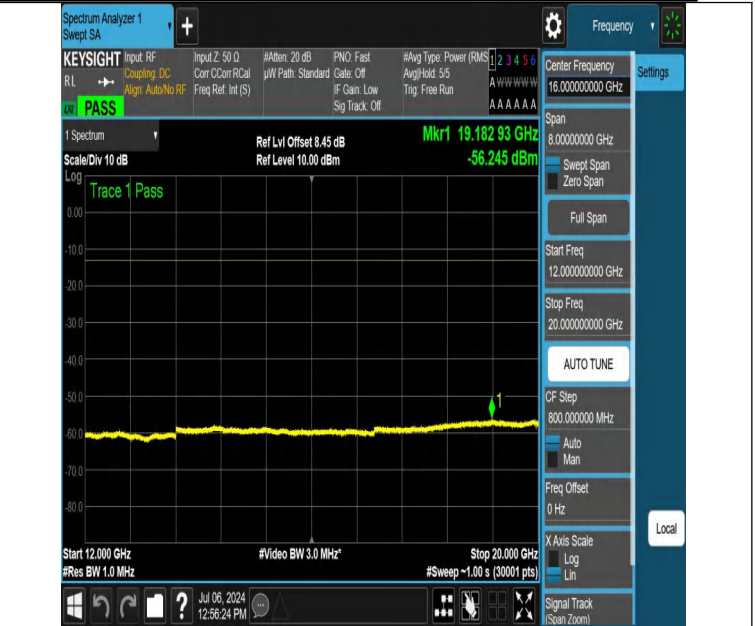 Spectrum Analyzer 1
Swept SA
+
Frequency
KEYSIGHT
RL
PASS
Input: RF
Coupling: DC
Align: Auto/No RF
Input Z: 50 Ω
Corr CCorr RCal
Freq Ref: Int (S)
#Atten: 20 dB
µW Path: Standard
PNO: Fast
Gate: Off
IF Gain: Low
Sig Track: Off
#Avg Type: Power (RMS
Avg|Hold: 5/5
Trig: Free Run
1 2 3 4 5 6
A W W W W W
A A A A A A
1 Spectrum
Scale/Div 10 dB
Ref Lvl Offset 8.45 dB
Ref Level 10.00 dBm
Mkr1 19.182 93 GHz
-56.245 dBm
Log
Trace 1 Pass
0.00
-10.0
-20.0
-30.0
-40.0
-50.0
-60.0
-70.0
-80.0
1
Start 12.000 GHz
#Res BW 1.0 MHz
#Video BW 3.0 MHz*
Stop 20.000 GHz
#Sweep ~1.00 s (30001 pts)
?
Jul 06, 2024
12:56:24 PM
Center Frequency
16.000000000 GHz
Settings
Span
8.00000000 GHz
Swept Span
Zero Span
Full Span
Start Freq
12.000000000 GHz
Stop Freq
20.000000000 GHz
AUTO TUNE
CF Step
800.000000 MHz
Auto
Man
Freq Offset
0 Hz
X Axis Scale
Log
Lin
Local
Signal Track
(Span Zoom)